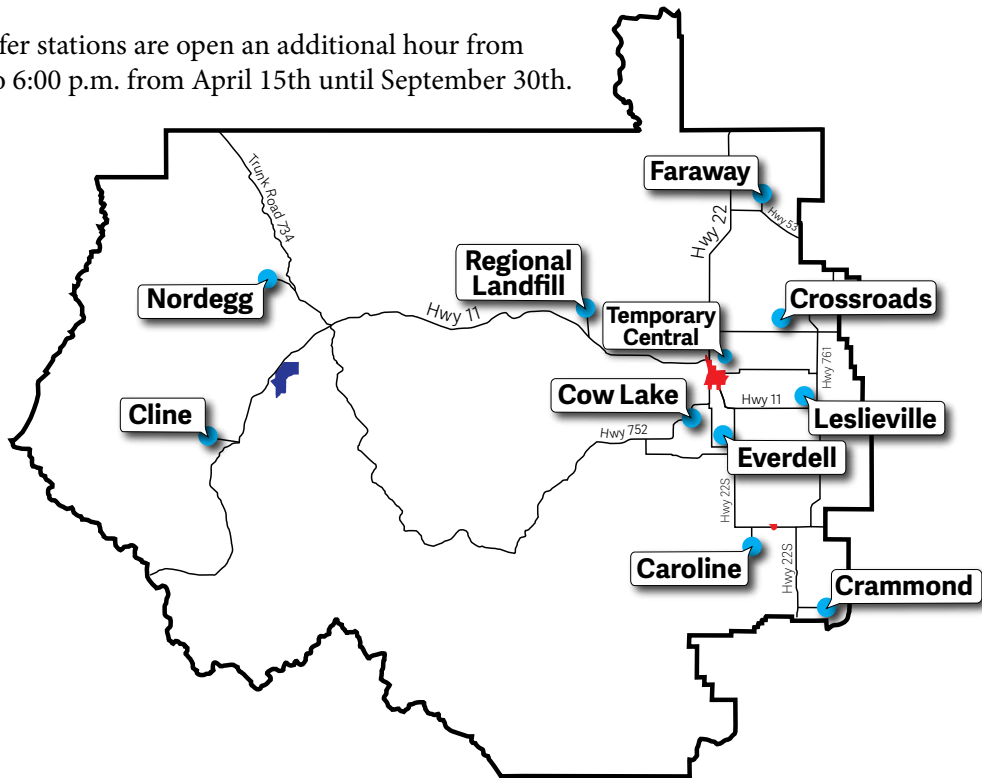 fer stations are open an additional hour from
6:00 p.m. from April 15th until September 30th.
Trunk Road 734
Faraway
Hwy 22
Hwy 53
Nordegg
Regional
Landfill
Hwy 11
Temporary
Central
Crossroads
Hwy 761
Cow Lake
Hwy 11
Leslieville
Cline
Hwy 752
Everdell
Hwy 22S
Caroline
Hwy 22S
Crammond